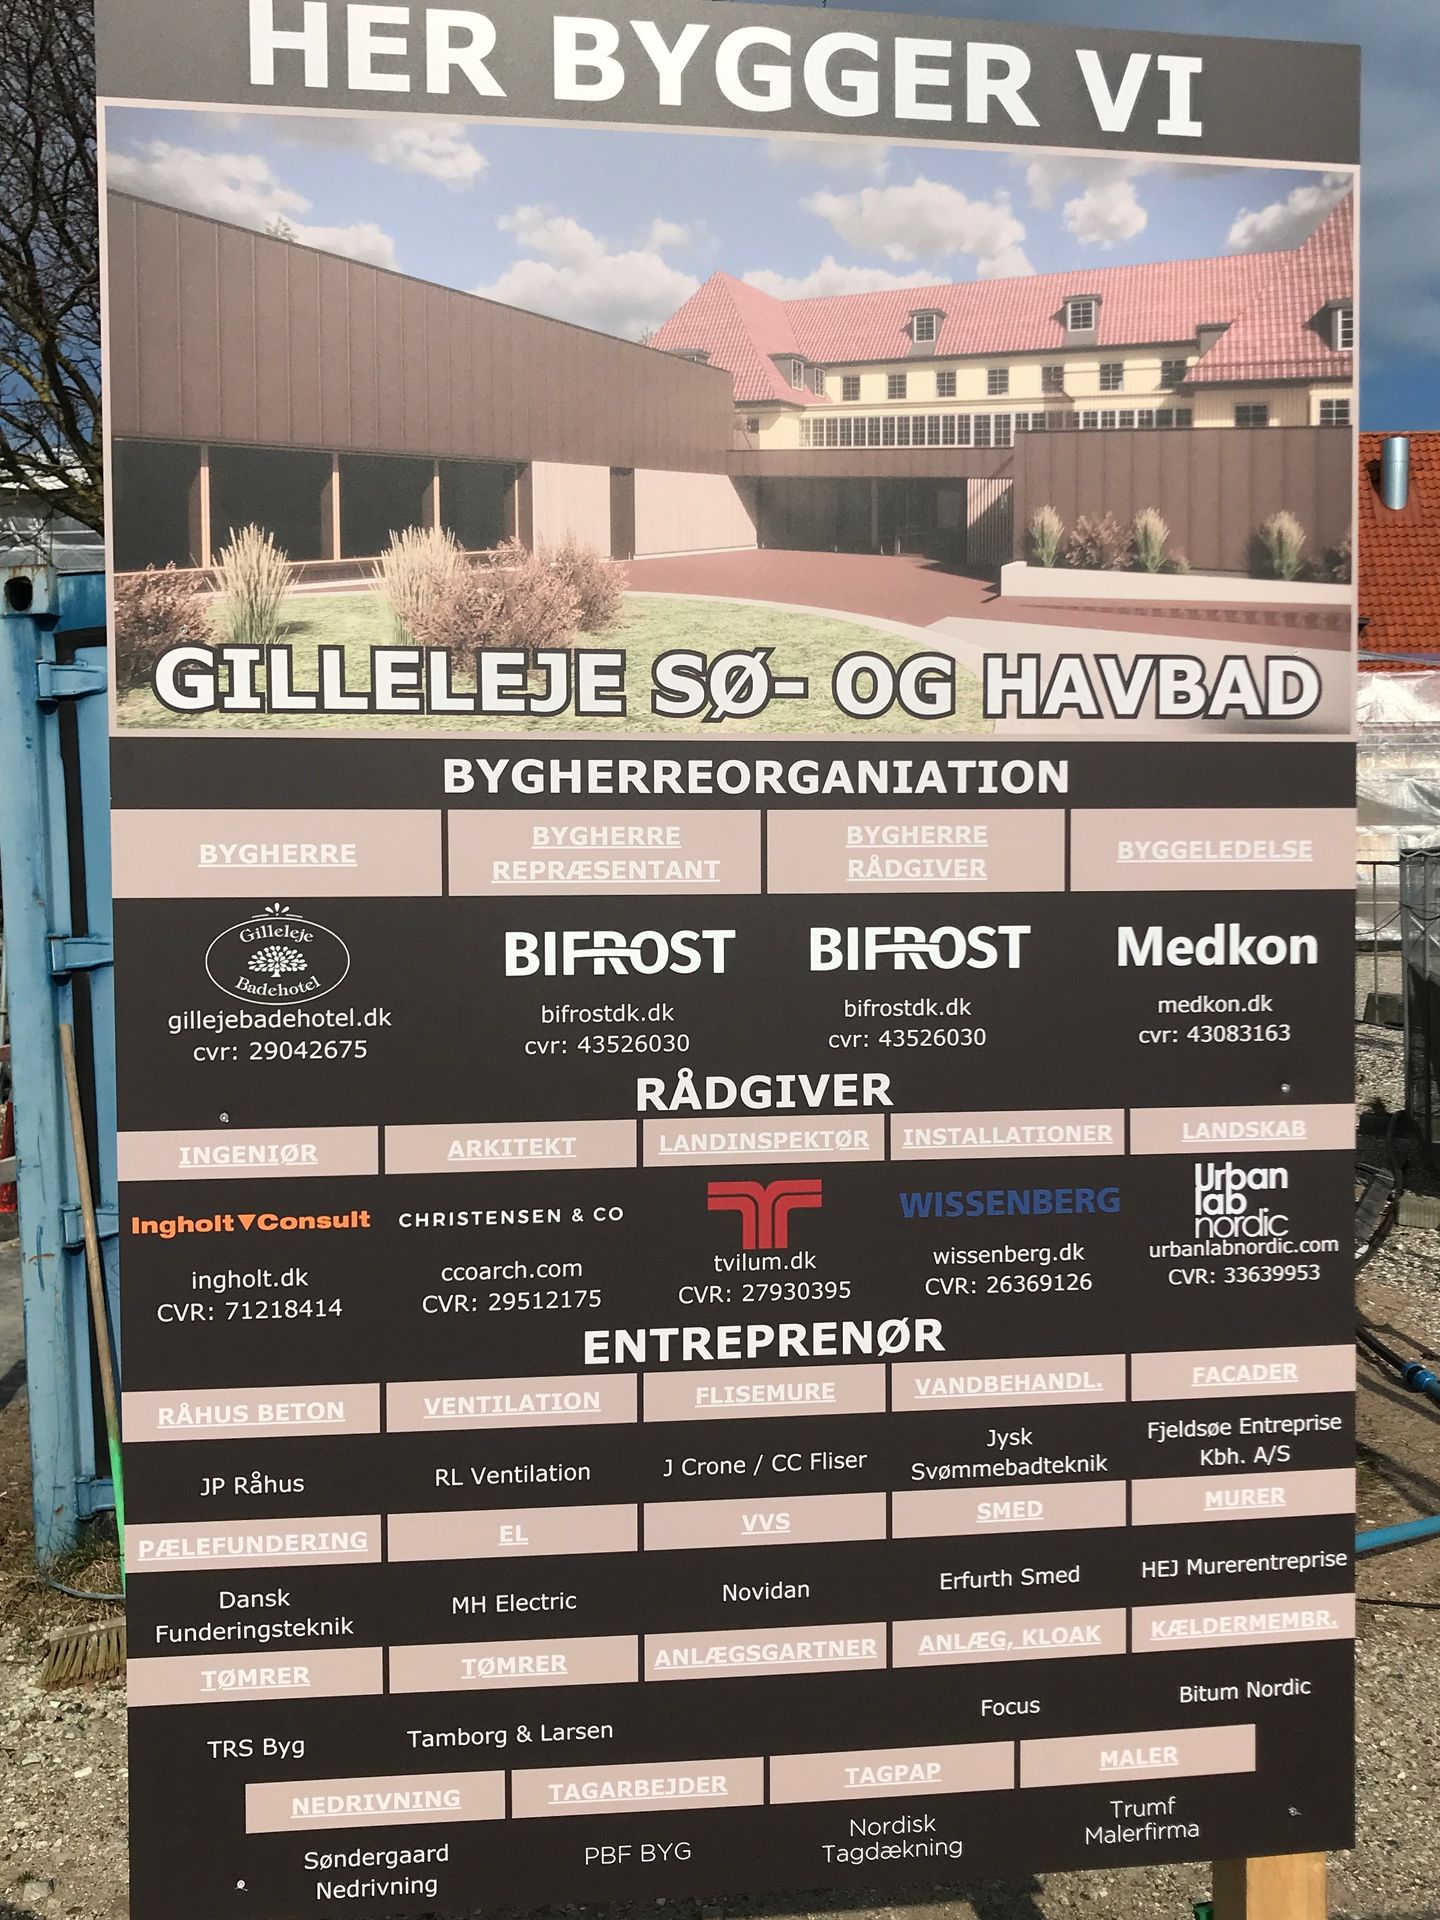 HER BYGGER VI
GILLELEJE SØ- OG HAVBAD
BYGHERREORGANIATION
BYGHERRE
BYGHERRE
REPRÆSENTANT
BYGHERRE
RÅDGIVER
BYGGELEDELSE
Gilleleje
Badehotel
gillejebadehotel.dk
cvr: 29042675
BIFROST
bifrostdk.dk
cvr: 43526030
BIFROST
bifrostdk.dk
cvr: 43526030
Medkon
medkon.dk
cvr: 43083163
RÅDGIVER
INGENIØR
ARKITEKT
LANDINSPEKTØR
INSTALLATIONER
LANDSKAB
Ingholt Consult
ingholt.dk
CVR: 71218414
CHRISTENSEN & CO
ccoarch.com
CVR: 29512175
tvilum.dk
CVR: 27930395
WISSENBERG
wissenberg.dk
CVR: 26369126
Urban
lab
nordic
urbanlabnordic.com
CVR: 33639953
ENTREPRENØR
RÅHUS BETON
VENTILATION
FLISEMURE
VANDBEHANDL.
FACADER
JP Råhus
RL Ventilation
J Crone / CC Fliser
Jysk
Svømmebadteknik
Fjeldsøe Entreprise
Kbh. A/S
PÆLEFUNDERING
EL
VVS
SMED
MURER
Dansk
Funderingsteknik
MH Electric
Novidan
Erfurth Smed
HEJ Murerentreprise
TØMRER
TØMRER
ANLÆGSGARTNER
ANLÆG, KLOAK
KÆLDERMEMBR.
TRS Byg
Tamborg & Larsen
Focus
Bitum Nordic
NEDRIVNING
TAGARBEJDER
TAGPAP
MALER
Søndergaard
Nedrivning
PBF BYG
Nordisk
Tagdækning
Trumf
Malerfirma